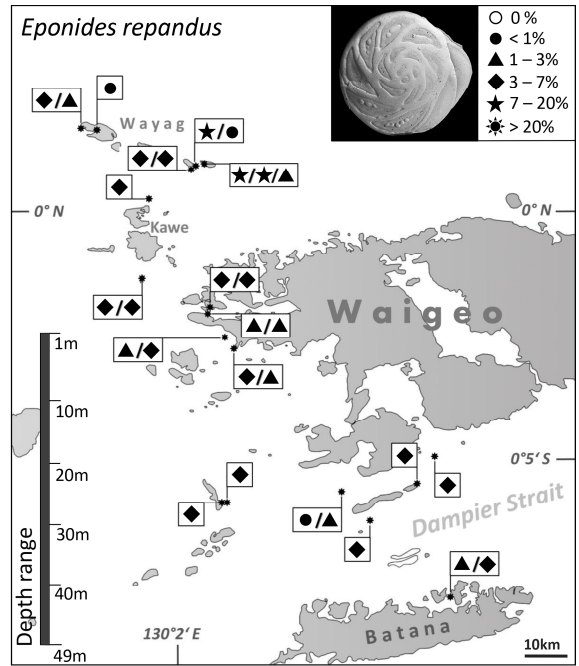 Eponides repandus
0 %
< 1%
1 – 3%
3 – 7%
7 – 20%
> 20%
Wayag
0° N
0° N
Kawe
Waigeo
1m
10m
20m
30m
40m
49m
Depth range
0°5‘ S
Dampier Strait
130°2‘ E
Batana
10km